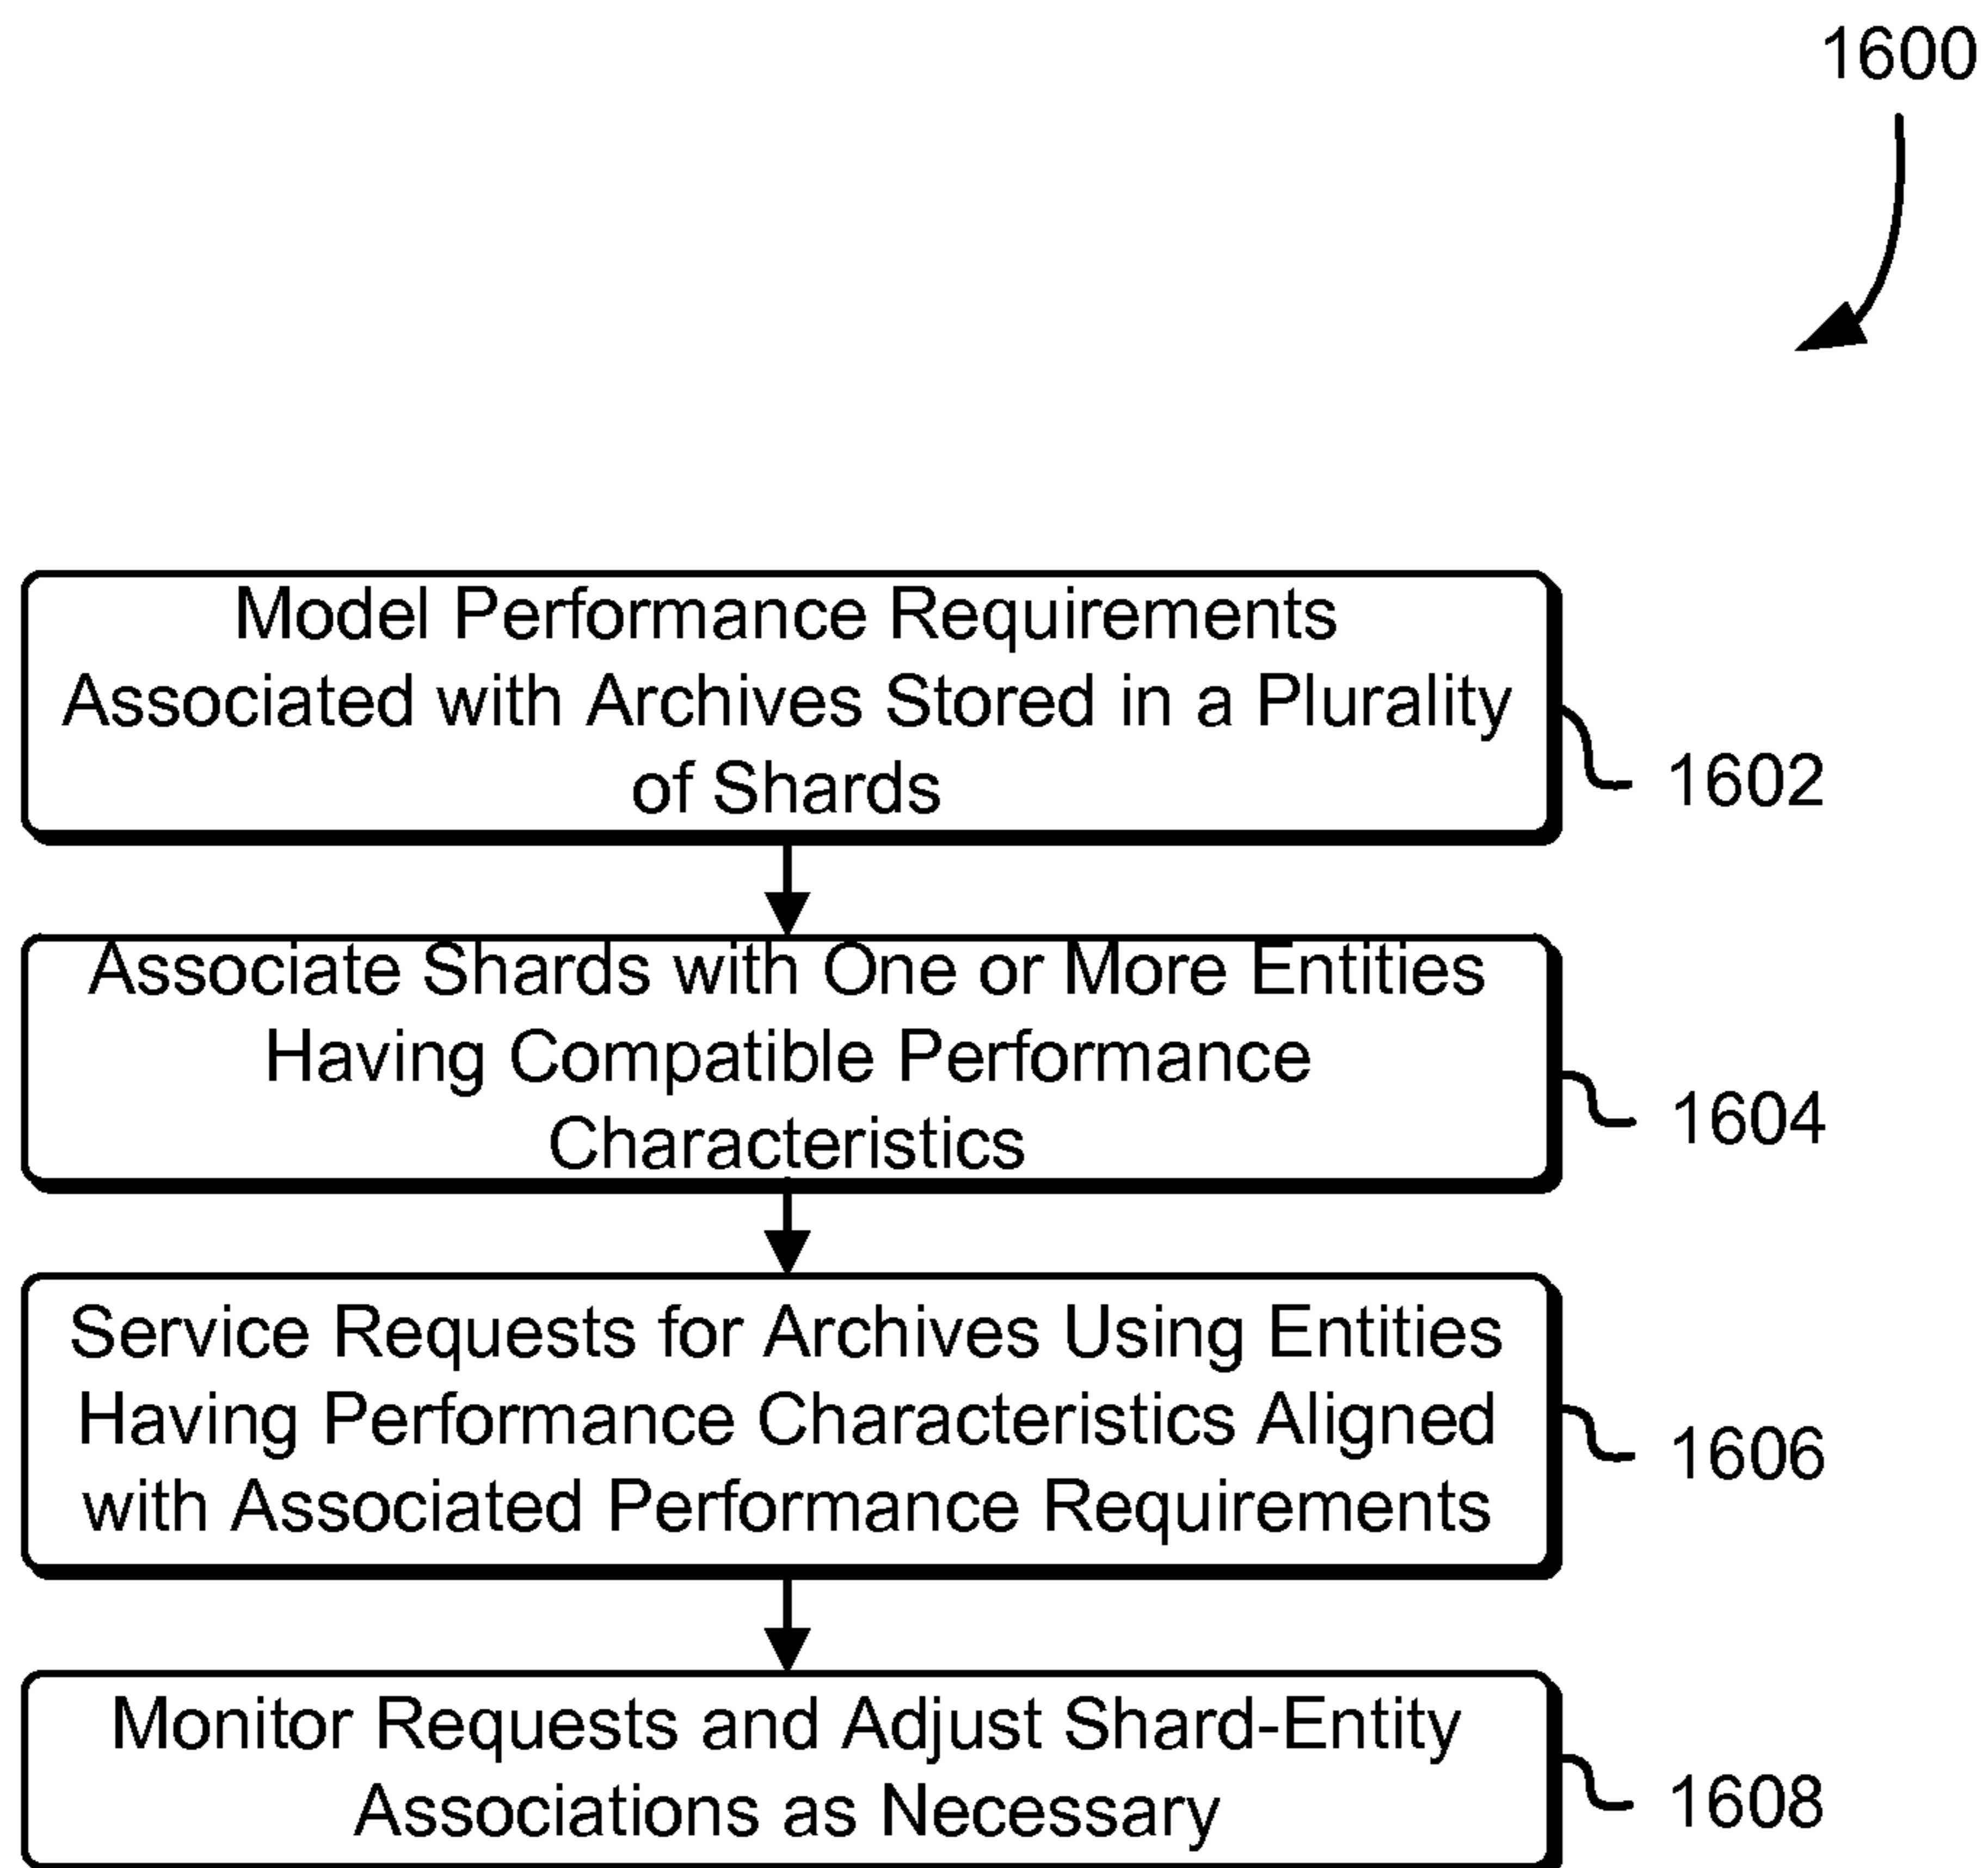 1600
Model Performance Requirements
Associated with Archives Stored in a Plurality
of Shards
1602
Associate Shards with One or More Entities
Having Compatible Performance
Characteristics
1604
Service Requests for Archives Using Entities
Having Performance Characteristics Aligned
with Associated Performance Requirements
1606
Monitor Requests and Adjust Shard-Entity
Associations as Necessary
1608